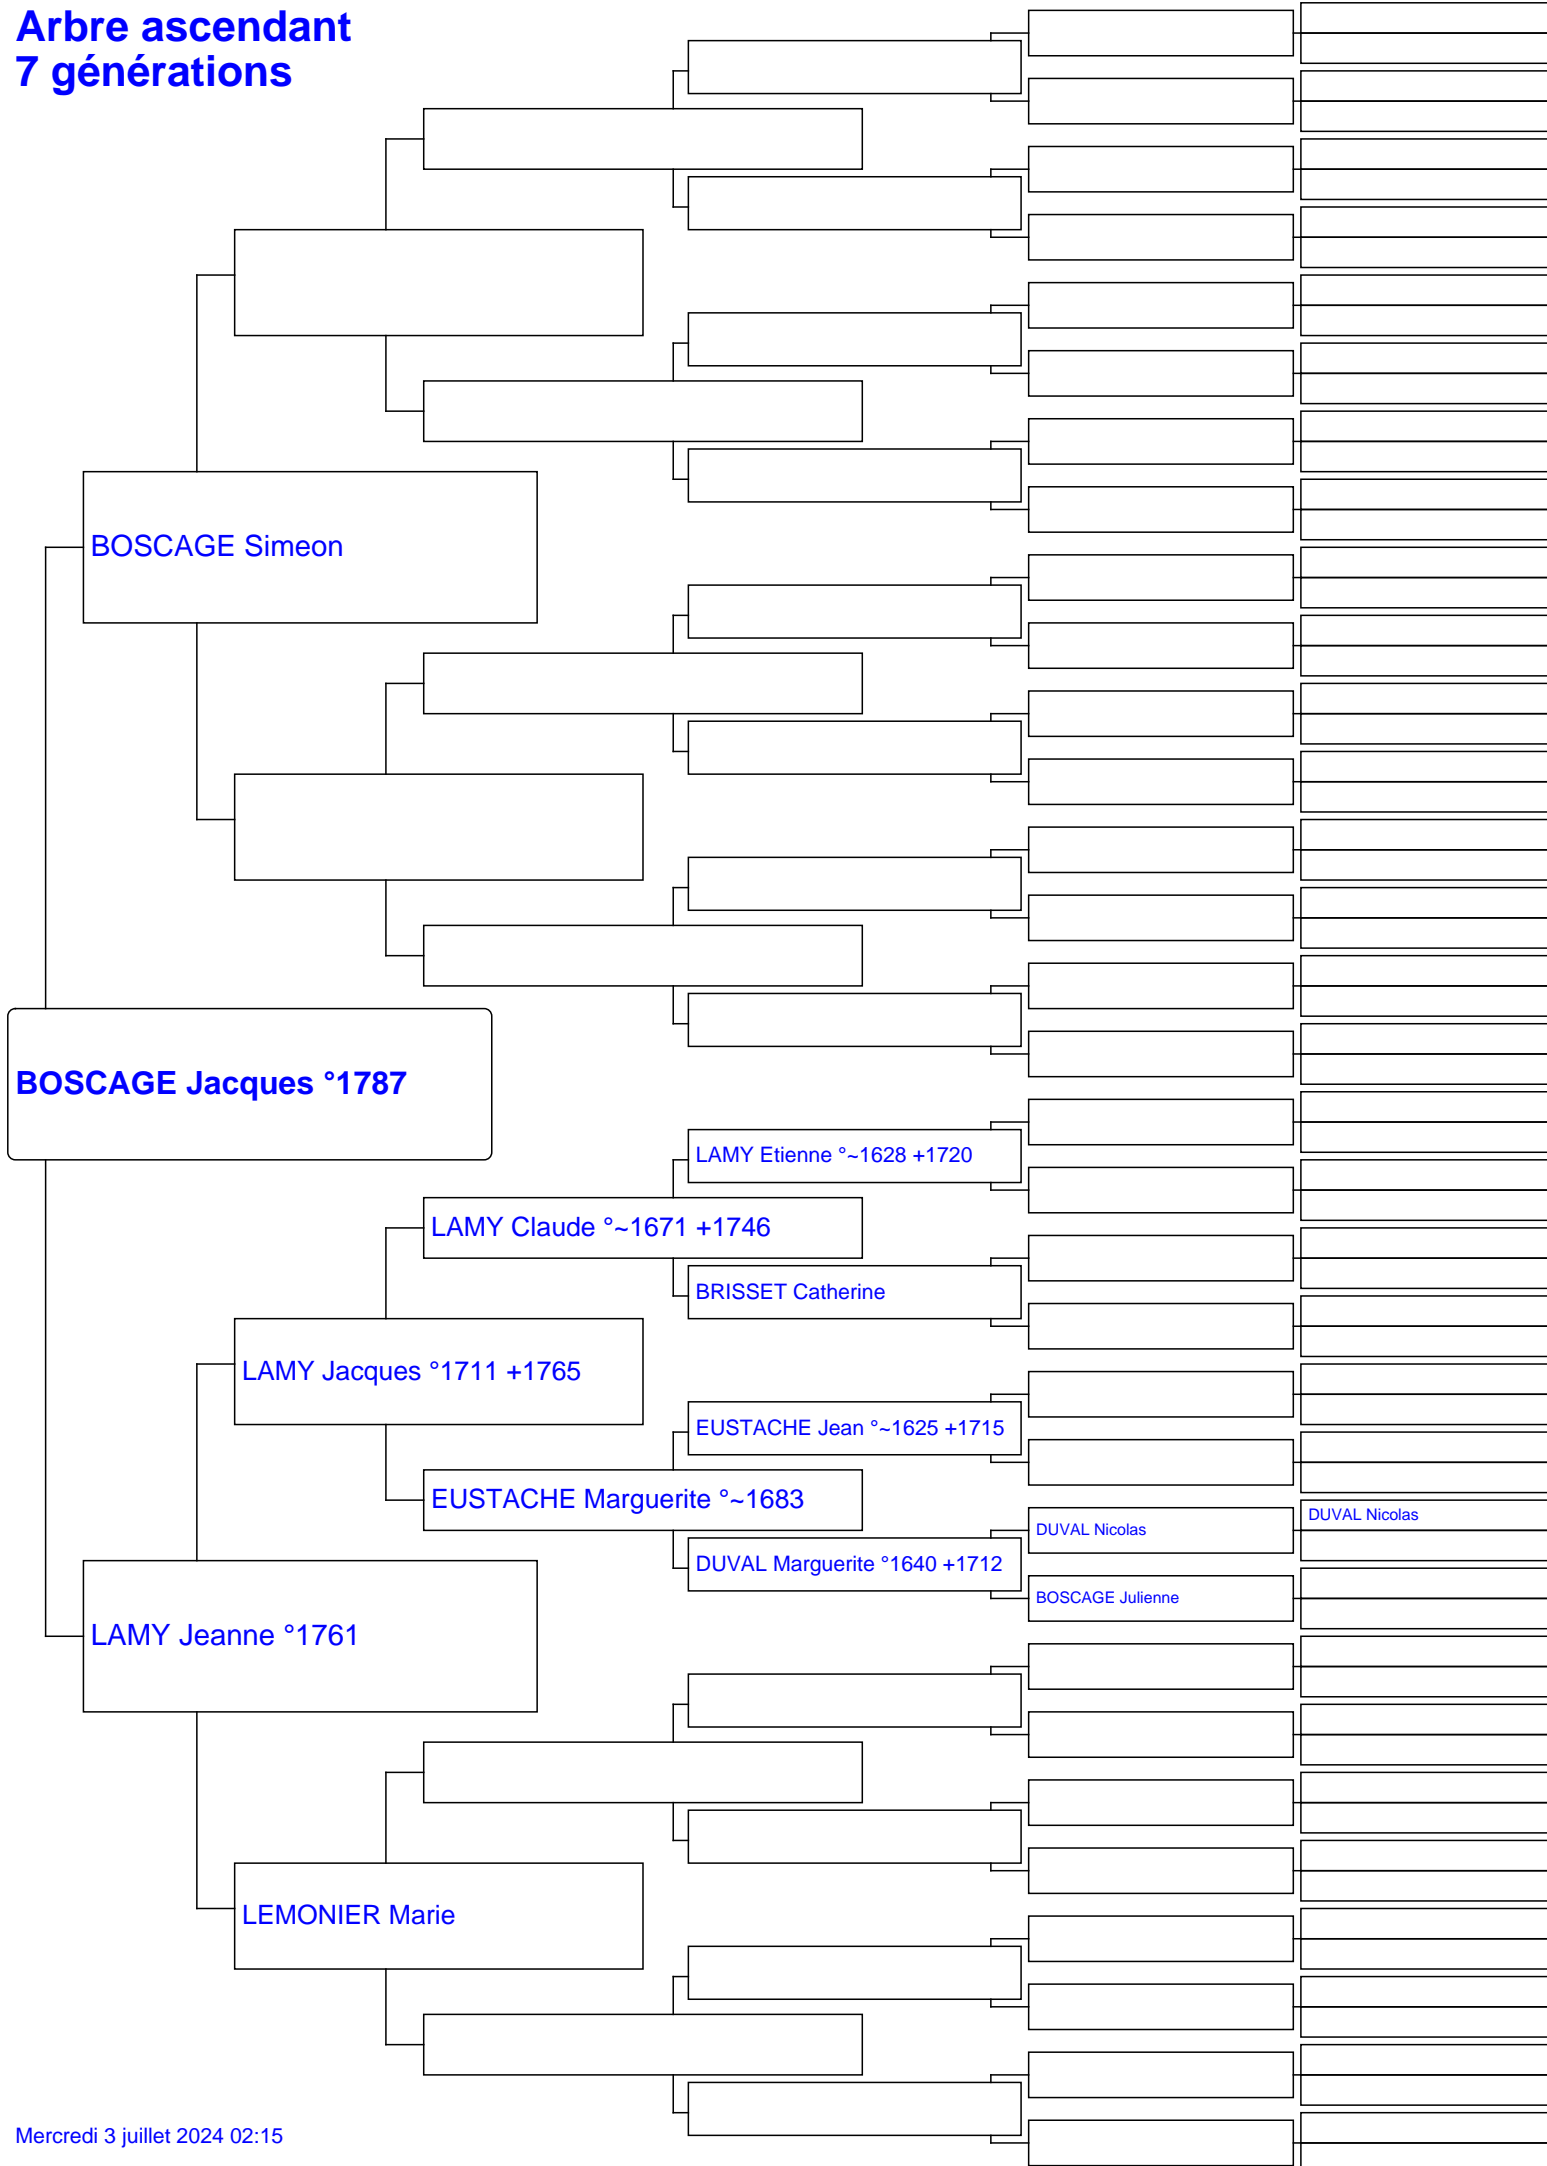 Arbre ascendant
7 générations
BOSCAGE Simeon
BOSCAGE Jacques °1787
LAMY Etienne °~1628 +1720
LAMY Claude °~1671 +1746
BRISSET Catherine
LAMY Jacques °1711 +1765
EUSTACHE Jean °~1625 +1715
EUSTACHE Marguerite °~1683
DUVAL Nicolas
DUVAL Nicolas
DUVAL Marguerite °1640 +1712
BOSCAGE Julienne
LAMY Jeanne °1761
LEMONIER Marie
Mercredi 3 juillet 2024 02:15